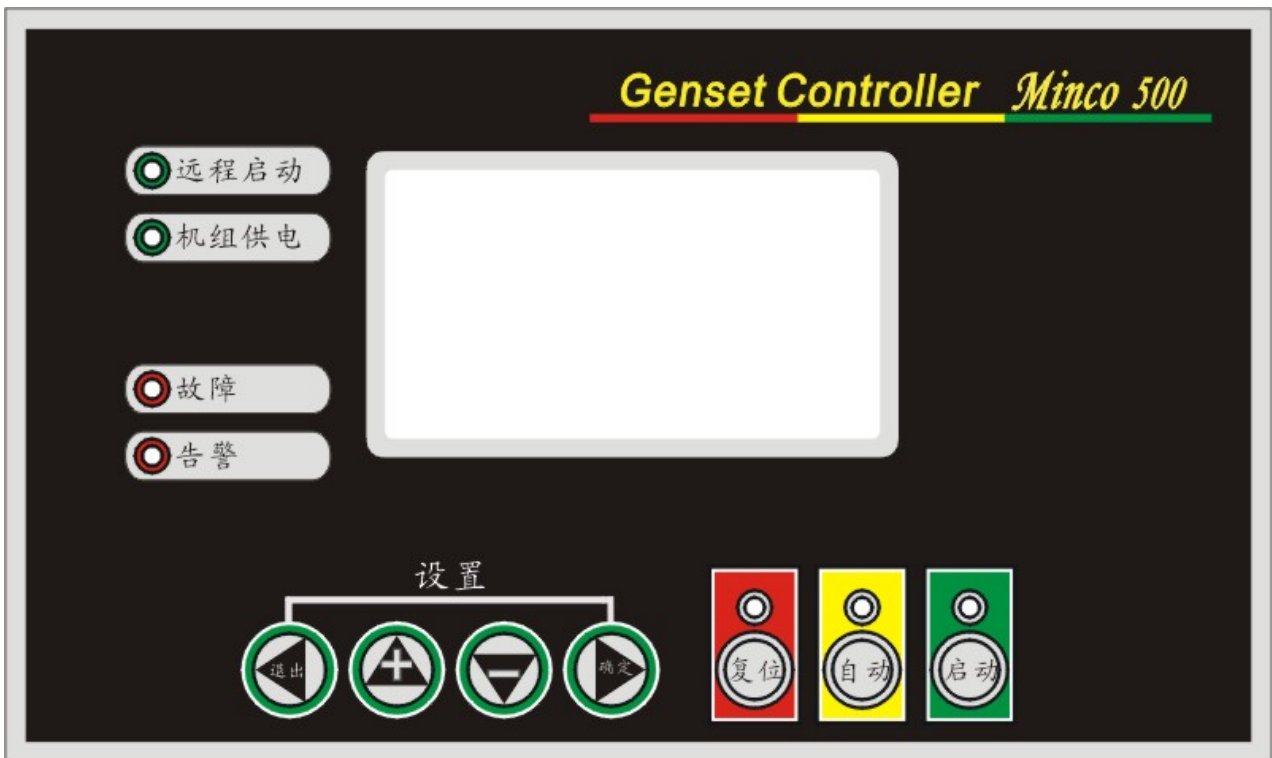 Genset Controller Minco 500
远程启动
机组供电
故障
告警
设置
退出 + - 确定
复位 自动 启动